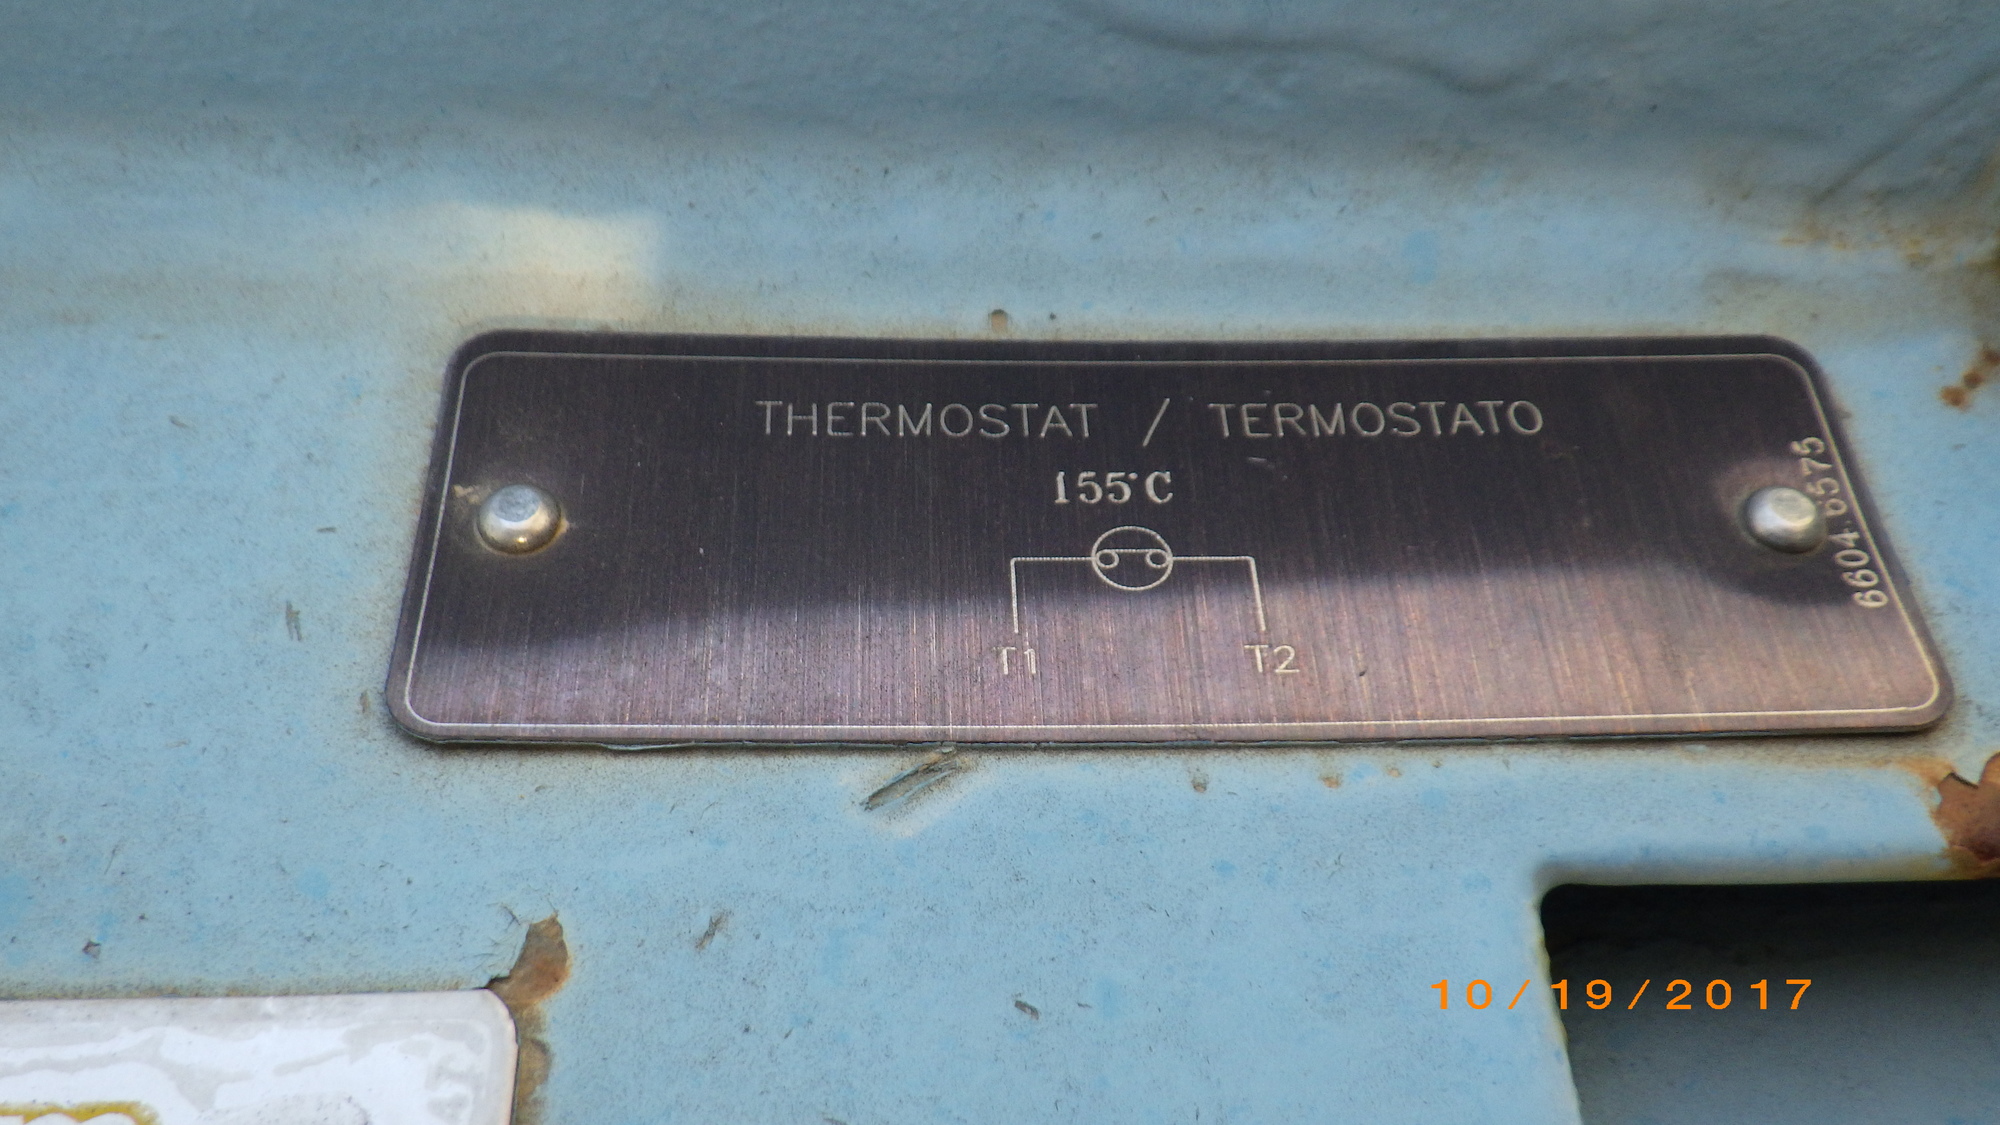 THERMOSTAT / TERMOSTATO
155°C
T1 T2
6604.6575
10/19/2017